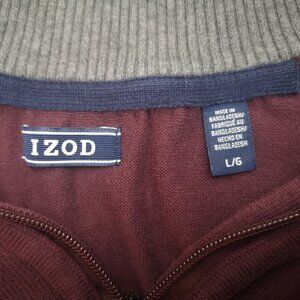 IZOD
MADE IN
BANGLADESH/
FABRIQUÉ AU
BANGLADESH/
HECHO EN
BANGLADESH
L/G